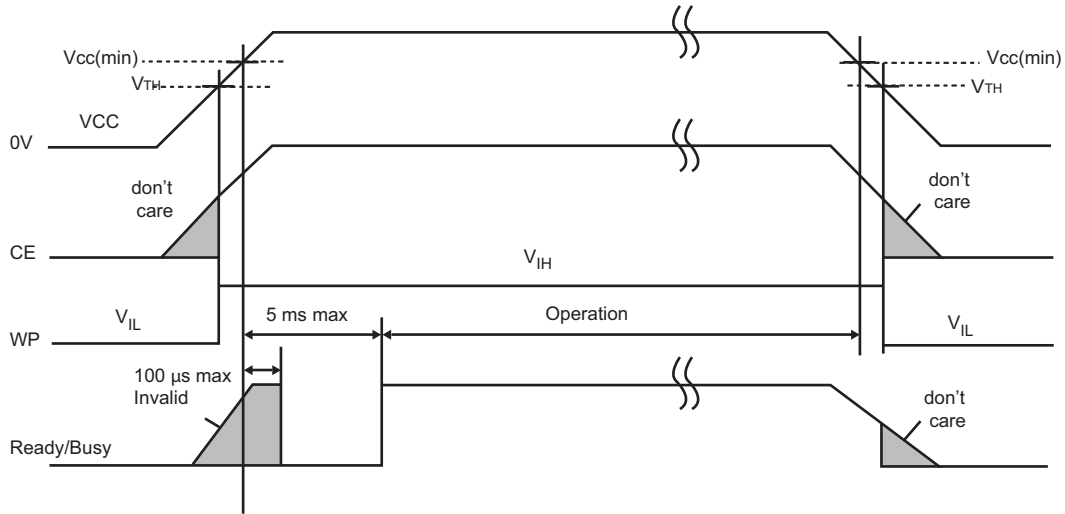 Vcc(min)
VTH
VCC
0V
Vcc(min)
VTH
don't
care
don't
care
CE
VIH
VIL
WP
5 ms max
Operation
VIL
100 µs max
Invalid
don't
care
Ready/Busy